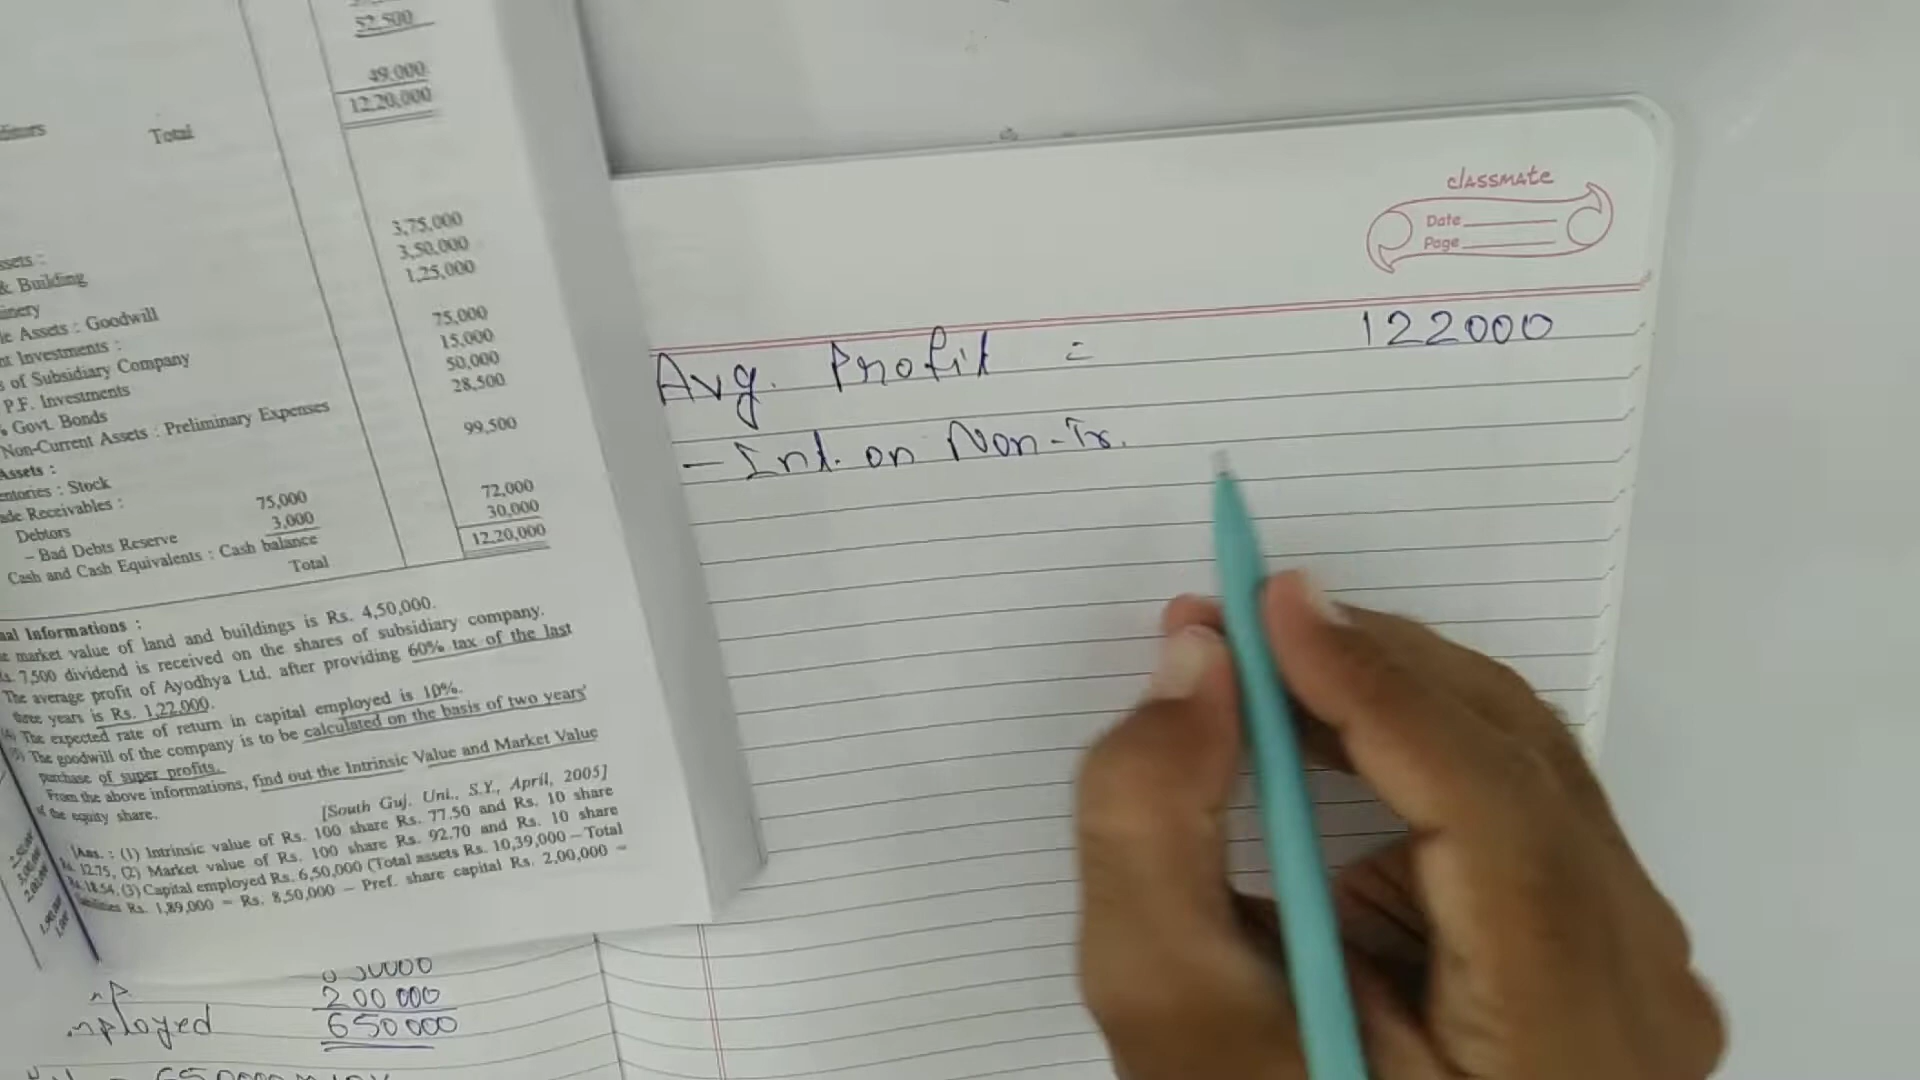 52,500
49,000
12,20,000
Total
3,75,000
3,50,000
1,25,000
& Building
Assets : Goodwill
Investments :
75,000
of Subsidiary Company
15,000
P.F. Investments
50,000
Govt. Bonds
28,500
Non-Current Assets : Preliminary Expenses
: Stock
99,500
Receivables :
Debtors 75,000
– Bad Debts Reserve 3,000
72,000
Cash and Cash Equivalents : Cash balance
30,000
Total
12,20,000
Informations :
market value of land and buildings is Rs. 4,50,000.
7,500 dividend is received on the shares of subsidiary company.
The average profit of Ayodhya Ltd. after providing 60% tax of the last
three years is Rs. 1,22,000.
The expected rate of return in capital employed is 10%.
The goodwill of the company is to be calculated on the basis of two years'
purchase of super profits.
From the above informations, find out the Intrinsic Value and Market Value
of the equity share.
[South Guj. Uni., S.Y., April, 2005]
[Ans. : (1) Intrinsic value of Rs. 100 share Rs. 77.50 and Rs. 10 share
12.75, (2) Market value of Rs. 100 share Rs. 92.70 and Rs. 10 share
18.54, (3) Capital employed Rs. 6,50,000 (Total assets Rs. 10,39,000 – Total
Rs. 1,89,000 = Rs. 8,50,000 – Pref. share capital Rs. 2,00,000 =
200000
650000
classmate
Date
Page
Avg. Profit = 122000
– Int. on Non-Tr.